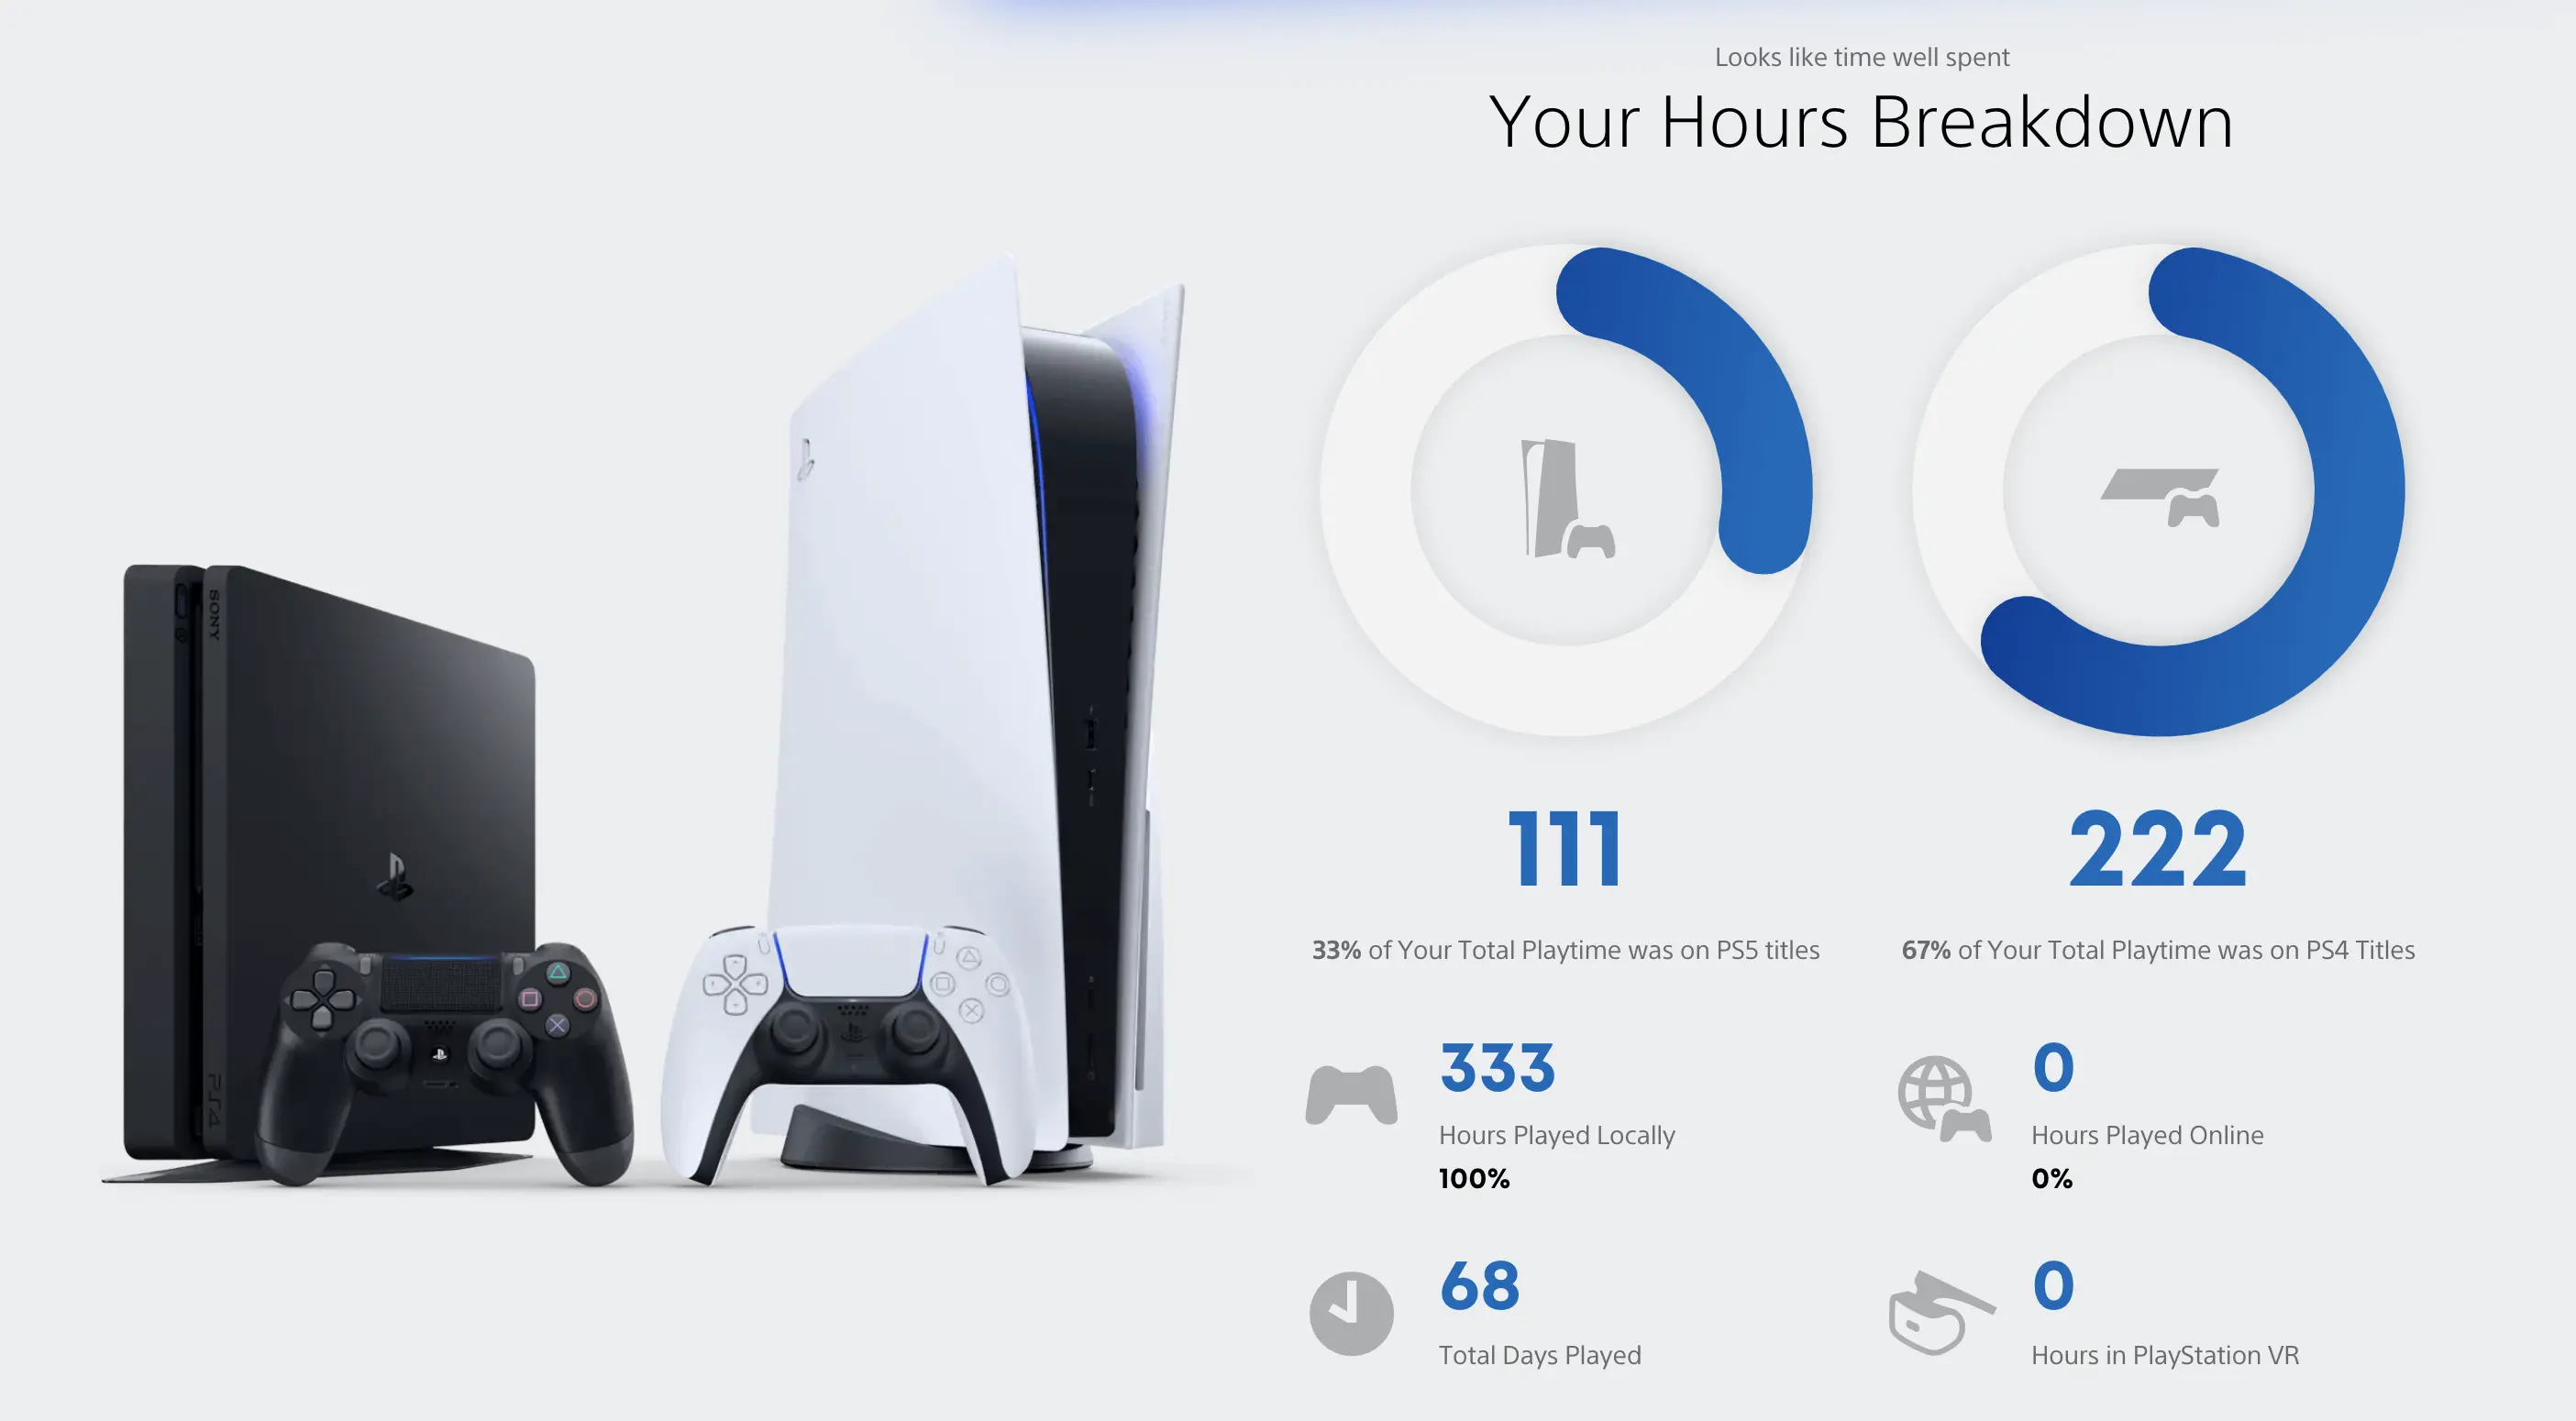 Looks like time well spent
Your Hours Breakdown
SONY
PS4
111
33% of Your Total Playtime was on PS5 titles
222
67% of Your Total Playtime was on PS4 Titles
333
Hours Played Locally
100%
0
Hours Played Online
0%
68
Total Days Played
0
Hours in PlayStation VR